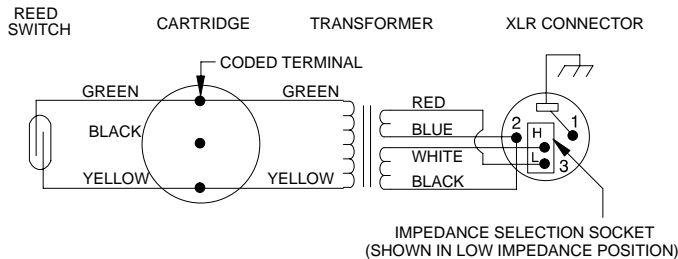 REED
SWITCH
CARTRIDGE
TRANSFORMER
XLR CONNECTOR
CODED TERMINAL
GREEN
GREEN
RED
BLACK
BLUE
2
H
1
WHITE
L
3
YELLOW
YELLOW
BLACK
IMPEDANCE SELECTION SOCKET
(SHOWN IN LOW IMPEDANCE POSITION)